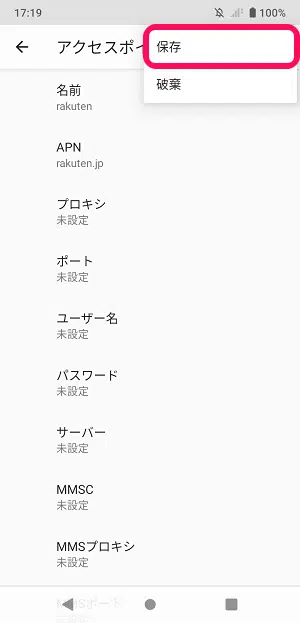 17:19
100%
アクセスポイ
保存
破棄
名前
rakuten
APN
rakuten.jp
プロキシ
未設定
ポート
未設定
ユーザー名
未設定
パスワード
未設定
サーバー
未設定
MMSC
未設定
MMSプロキシ
未設定
MMSポート